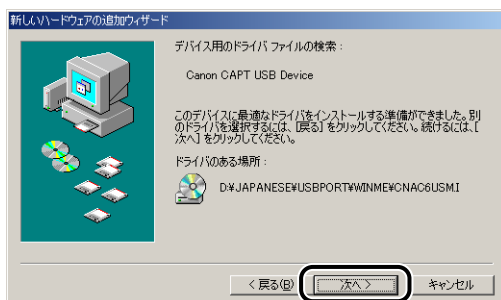 新しいハードウェアの追加ウィザード
デバイス用のドライバ ファイルの検索 :
Canon CAPT USB Device
このデバイスに最適なドライバをインストールする準備ができました。別
のドライバを選択するには、[戻る] をクリックしてください。続けるには、[
次へ] をクリックしてください。
ドライバのある場所 :
D:¥JAPANESE¥USBPORT¥WINME¥CNAC6USM.I
< 戻る(B)
次へ >
キャンセル